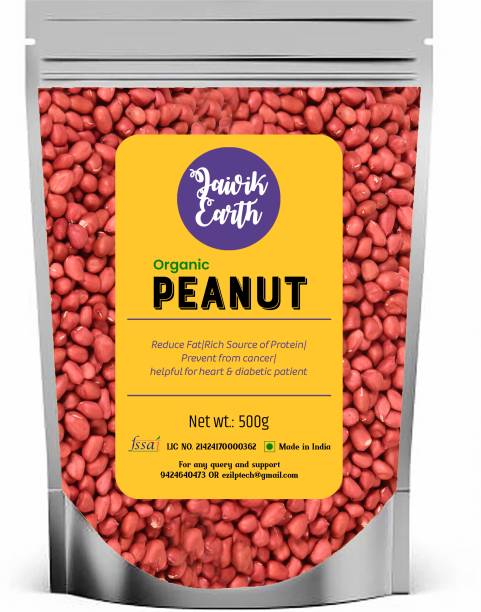 Jaivik
Earth
Organic
PEANUT
Reduce Fat|Rich Source of Protein|
Prevent from cancer|
helpful for heart & diabetic patient
Net wt.: 500g
fssai LIC NO. 21424170000362 Made in India
For any query and support
9424640473 OR ezilptech@gmail.com